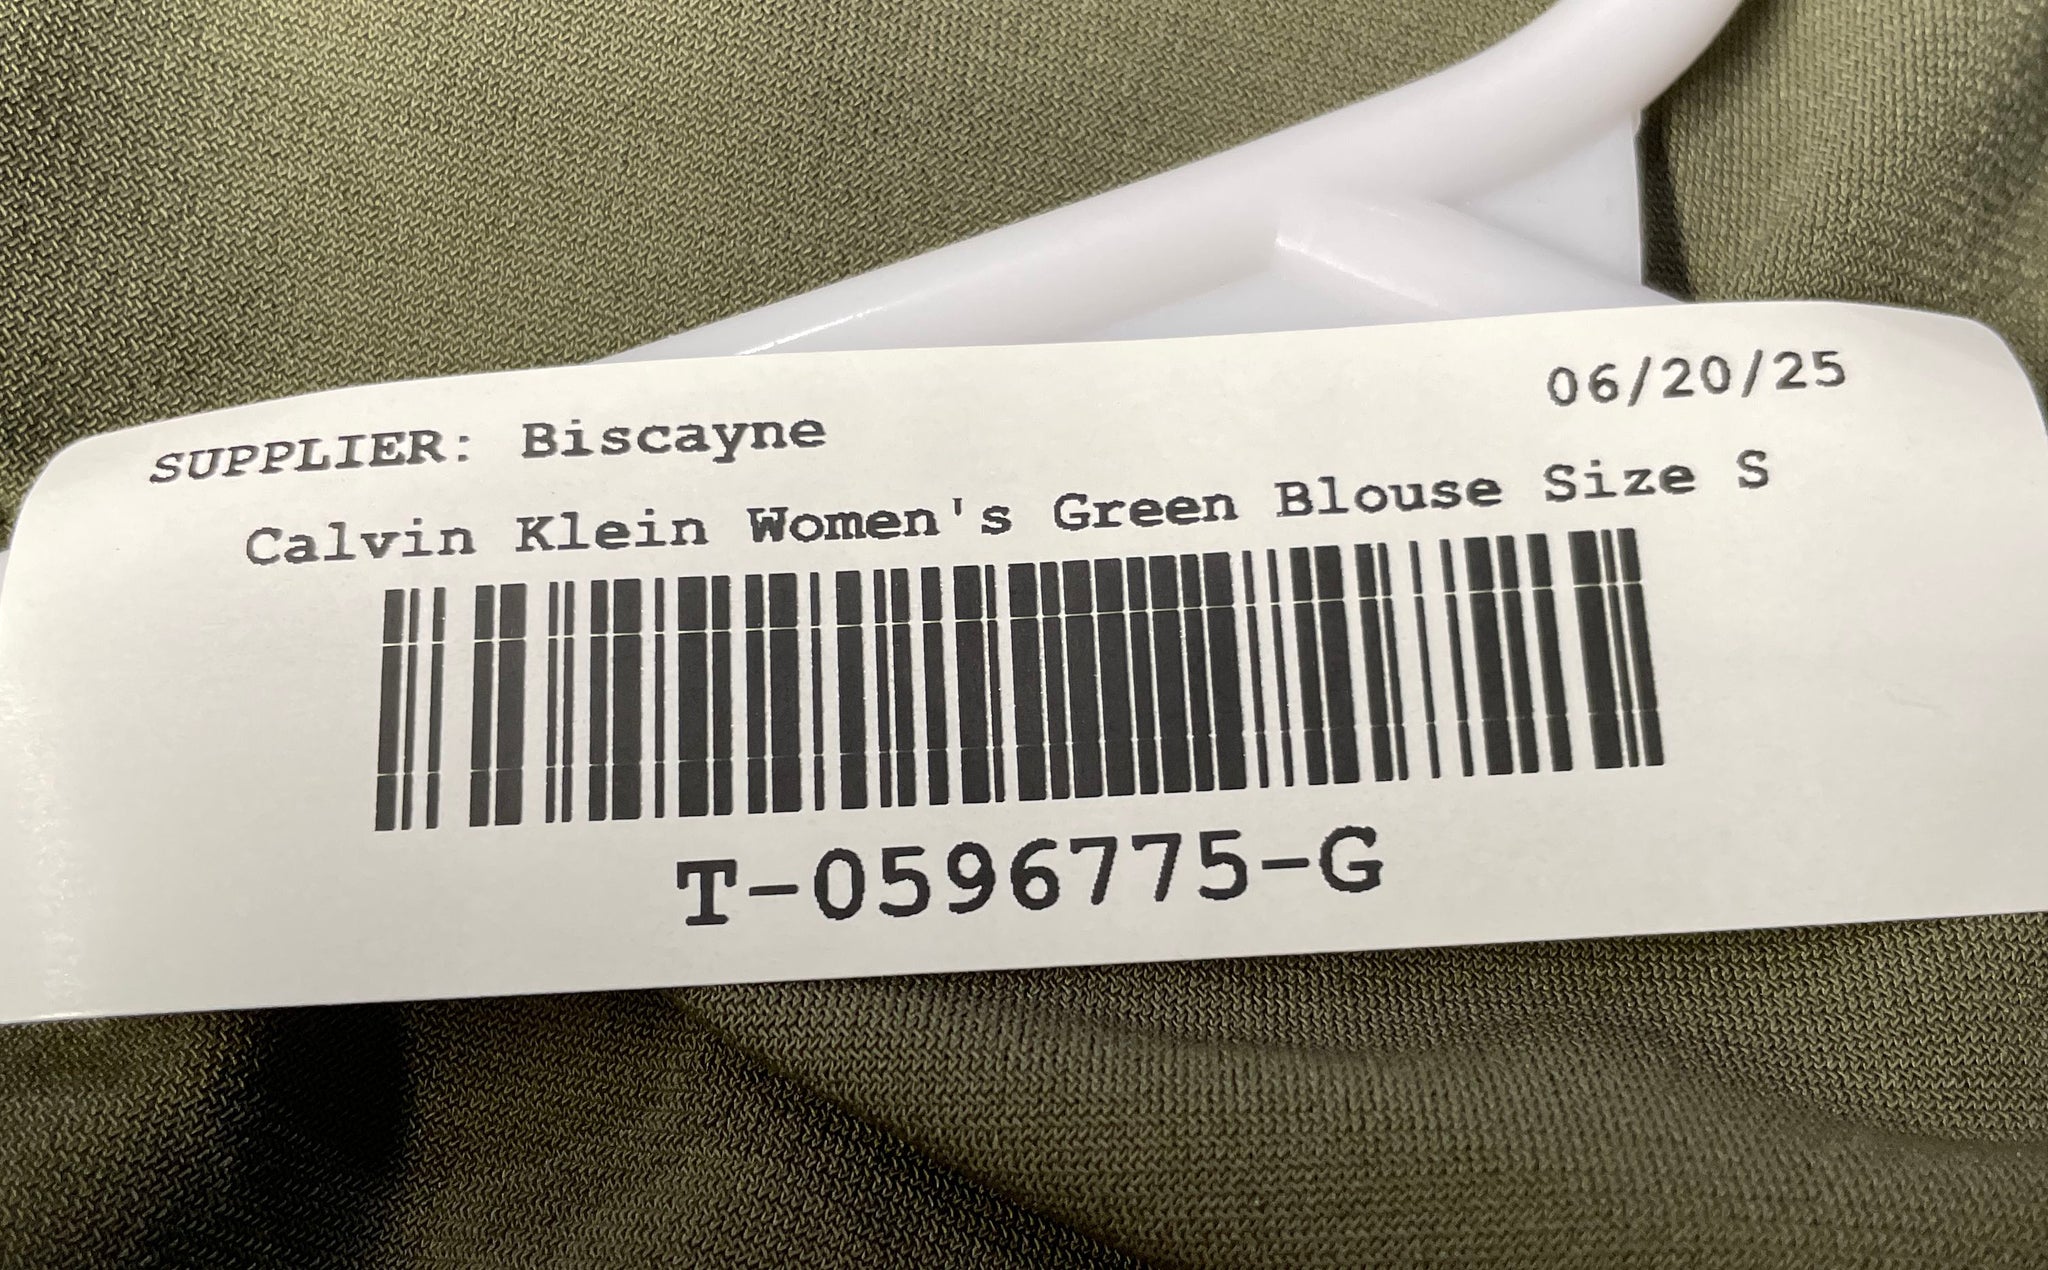 06/20/25
SUPPLIER: Biscayne
Calvin Klein Women's Green Blouse Size S
T-0596775-G